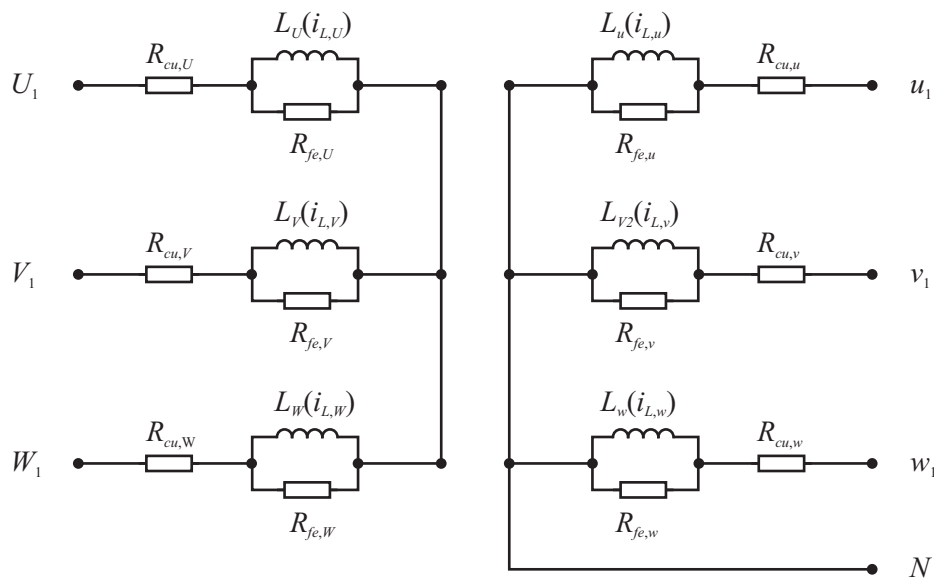 L_U(i_{L,U}) L_u(i_{L,u})
R_{cu,U} R_{cu,u}
U_1 u_1
R_{fe,U} R_{fe,u}
L_V(i_{L,V}) L_{V2}(i_{L,v})
R_{cu,V} R_{cu,v}
V_1 v_1
R_{fe,V} R_{fe,v}
L_W(i_{L,W}) L_w(i_{L,w})
R_{cu,W} R_{cu,w}
W_1 w_1
R_{fe,W} R_{fe,w}
N